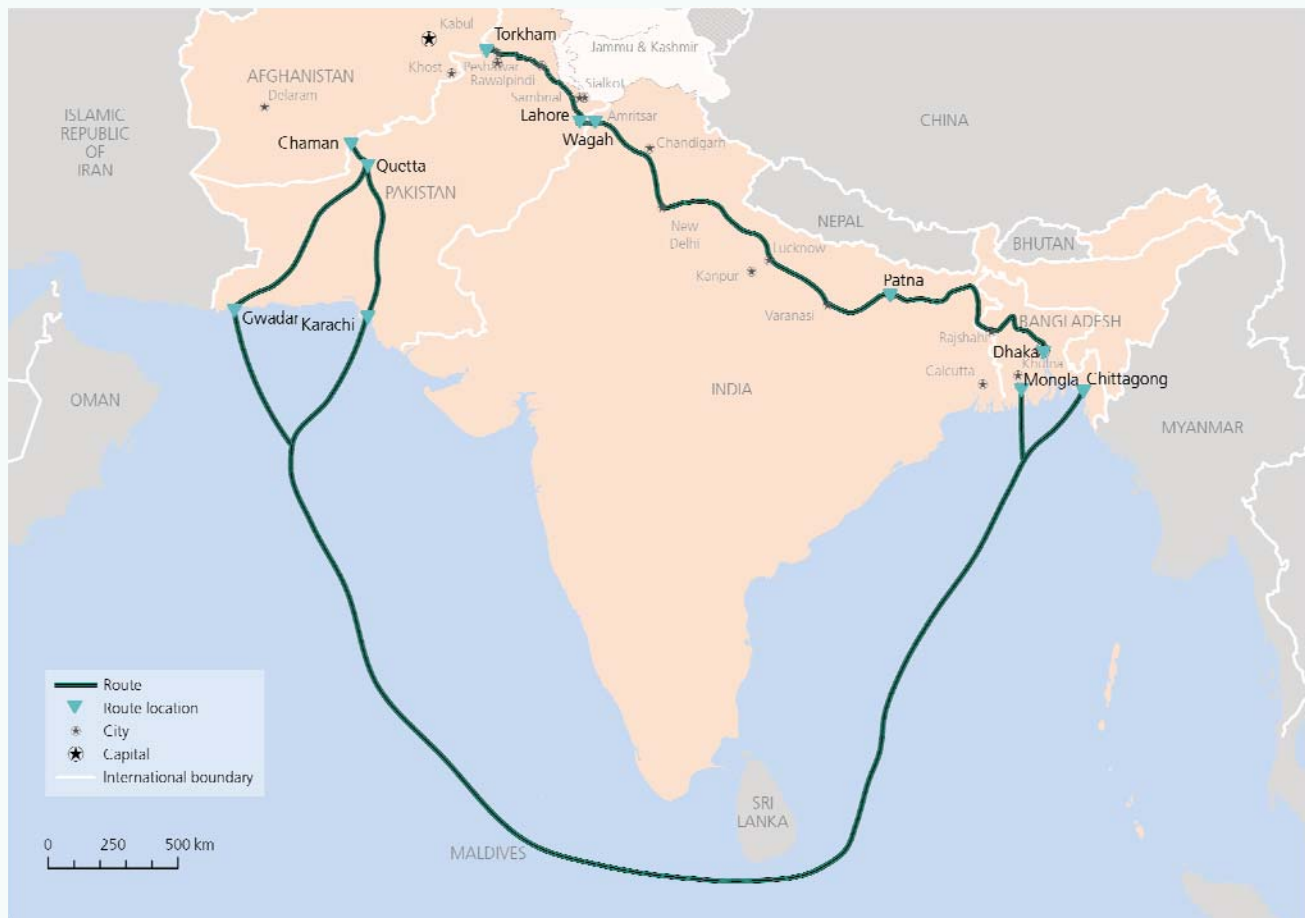 Kabul
Torkham
Jammu & Kashmir
AFGHANISTAN
Khost
Peshawar
Rawalpindi
Delaram
Sambrial
Sialkot
ISLAMIC
REPUBLIC
OF
IRAN
Lahore
Amritsar
CHINA
Chaman
Wagah
Chandigarh
Quetta
PAKISTAN
NEPAL
New
Delhi
BHUTAN
Lucknow
Kanpur
Patna
Gwadar
Karachi
Varanasi
BANGLADESH
Rajshahi
Dhaka
Khulna
Calcutta
Mongla
Chittagong
OMAN
INDIA
MYANMAR
Route
Route location
City
Capital
International boundary
SRI
LANKA
0 250 500 km
MALDIVES